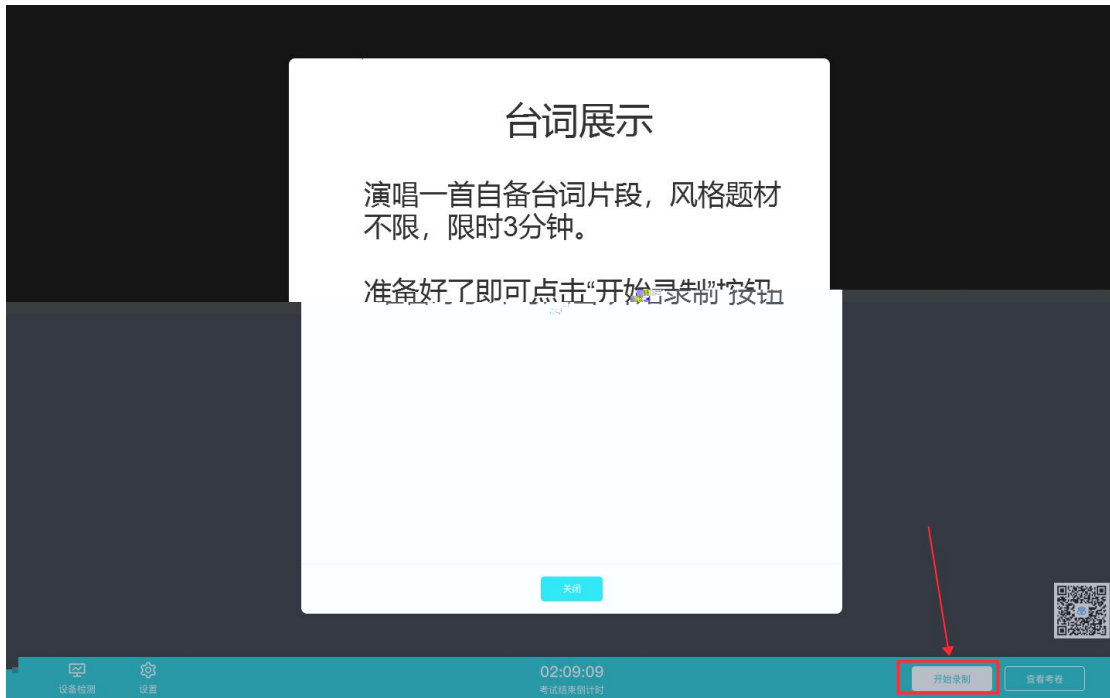 台词展示
演唱一首自备台词片段，风格题材
不限，限时3分钟。
准备好了即可点击“开始录制”按钮
关闭
设备检测
设置
02:09:09
考试结束倒计时
开始录制
查看考卷